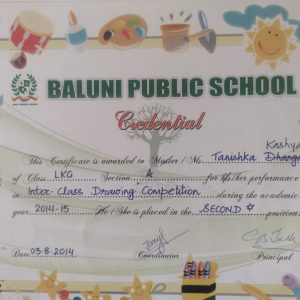 BALUNI PUBLIC SCHOOL
Credential
Kashya
This Certificate is awarded to Master / Ms Tanishka
of Class LKG Section A for his/her performance
in Inter-Class Drawing Competition during the academic
year 2014-15 He / She is placed in the SECOND position
Date 03.8.2014 Coordinator Principal